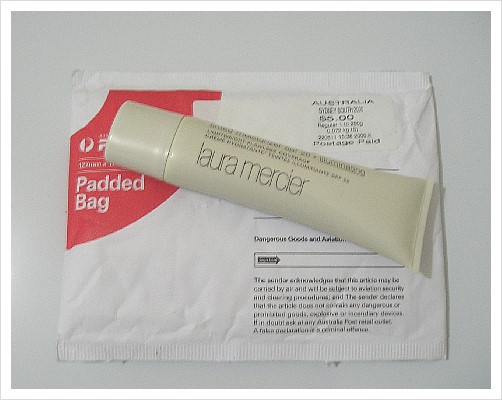 AUSTRALIA
SYDNEY SOUTH
$5.00
Regular
Postage Paid
Padded
Bag
laura mercier
Dangerous Goods and Aviation
The sender acknowledges that this article may be
carried by air and will be subject to aviation security
and clearing procedures; and The sender declares
that the article does not contain any dangerous or
prohibited goods, explosive or incendiary devices.
If in doubt ask at any Australia Post retail outlet.
A false declaration is a criminal offence.